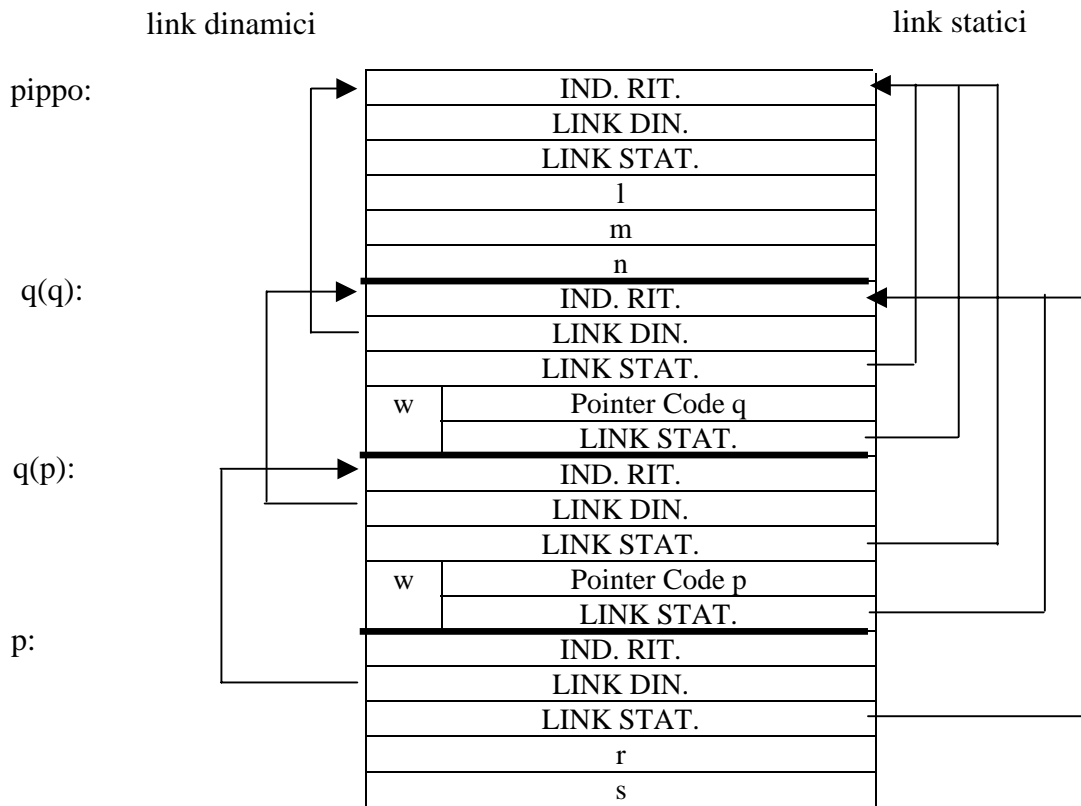 link dinamici
link statici
pippo:
IND. RIT.
LINK DIN.
LINK STAT.
l
m
n
q(q):
IND. RIT.
LINK DIN.
LINK STAT.
w
Pointer Code q
LINK STAT.
q(p):
IND. RIT.
LINK DIN.
LINK STAT.
w
Pointer Code p
LINK STAT.
p:
IND. RIT.
LINK DIN.
LINK STAT.
r
s